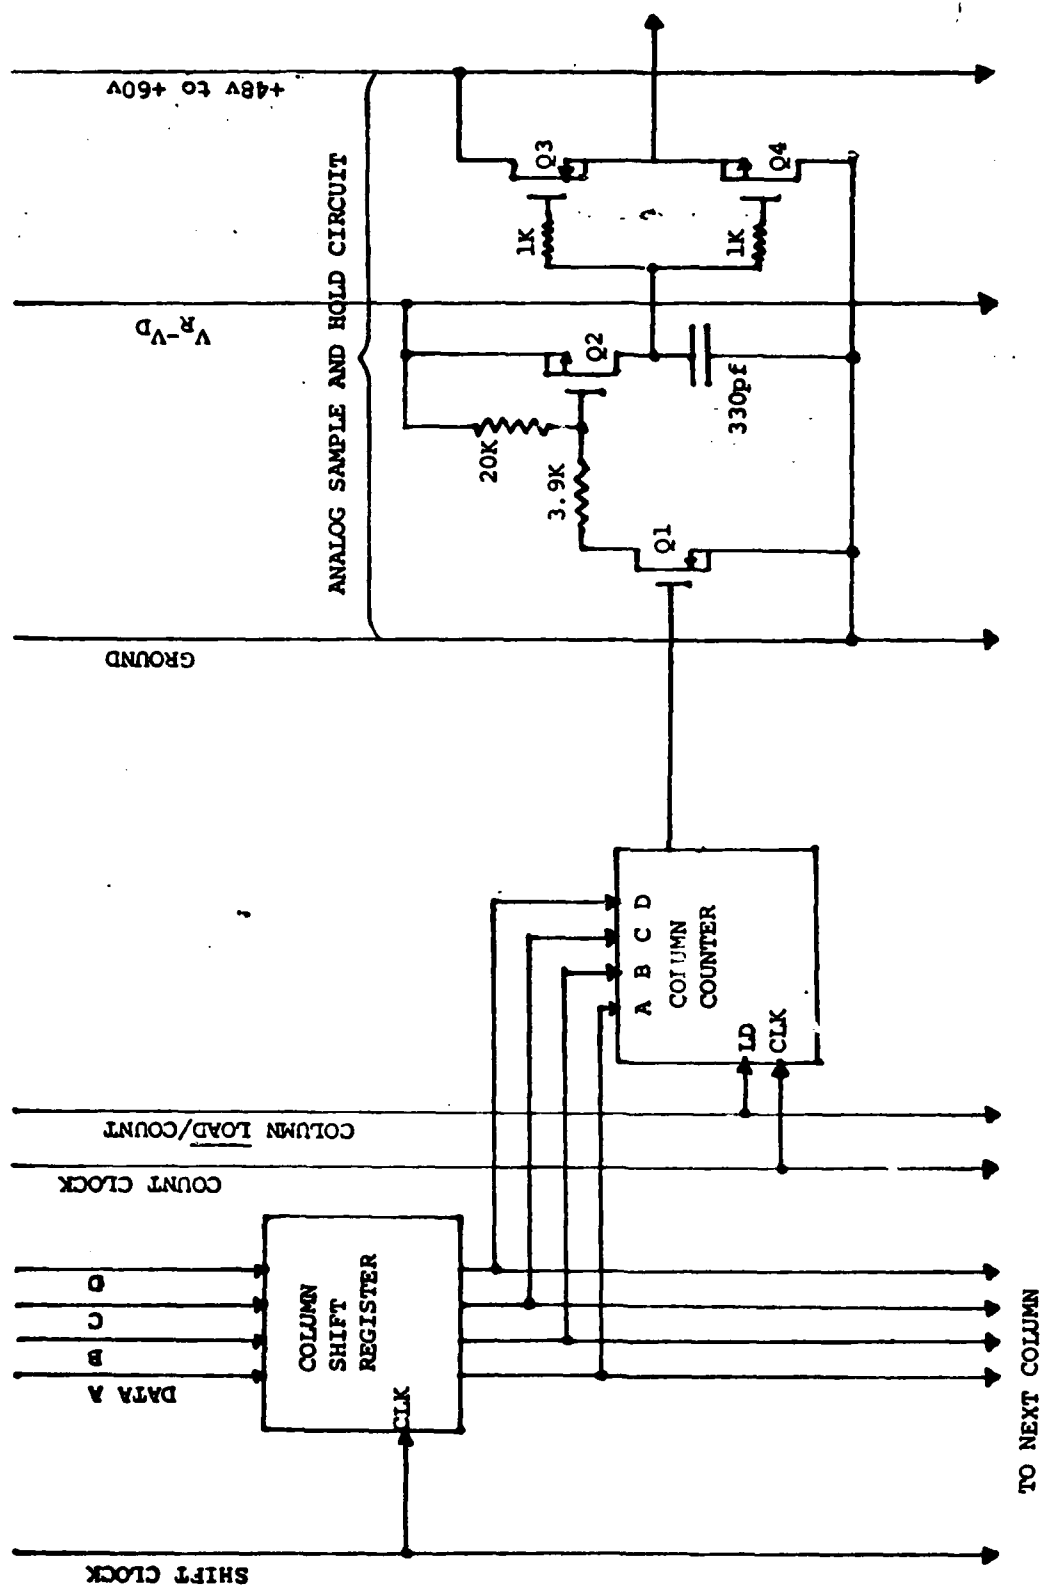 +48v to +60v
Q3
Q4
1K
1K
ANALOG SAMPLE AND HOLD CIRCUIT
VR-VD
Q2
330pf
20K
3.9K
Q1
GROUND
A B C D
COLUMN
COUNTER
LD
CLK
COLUMN LOAD/COUNT
COUNT CLOCK
D
C
B
DATA A
COLUMN
SHIFT
REGISTER
CLK
SHIFT CLOCK
TO NEXT COLUMN